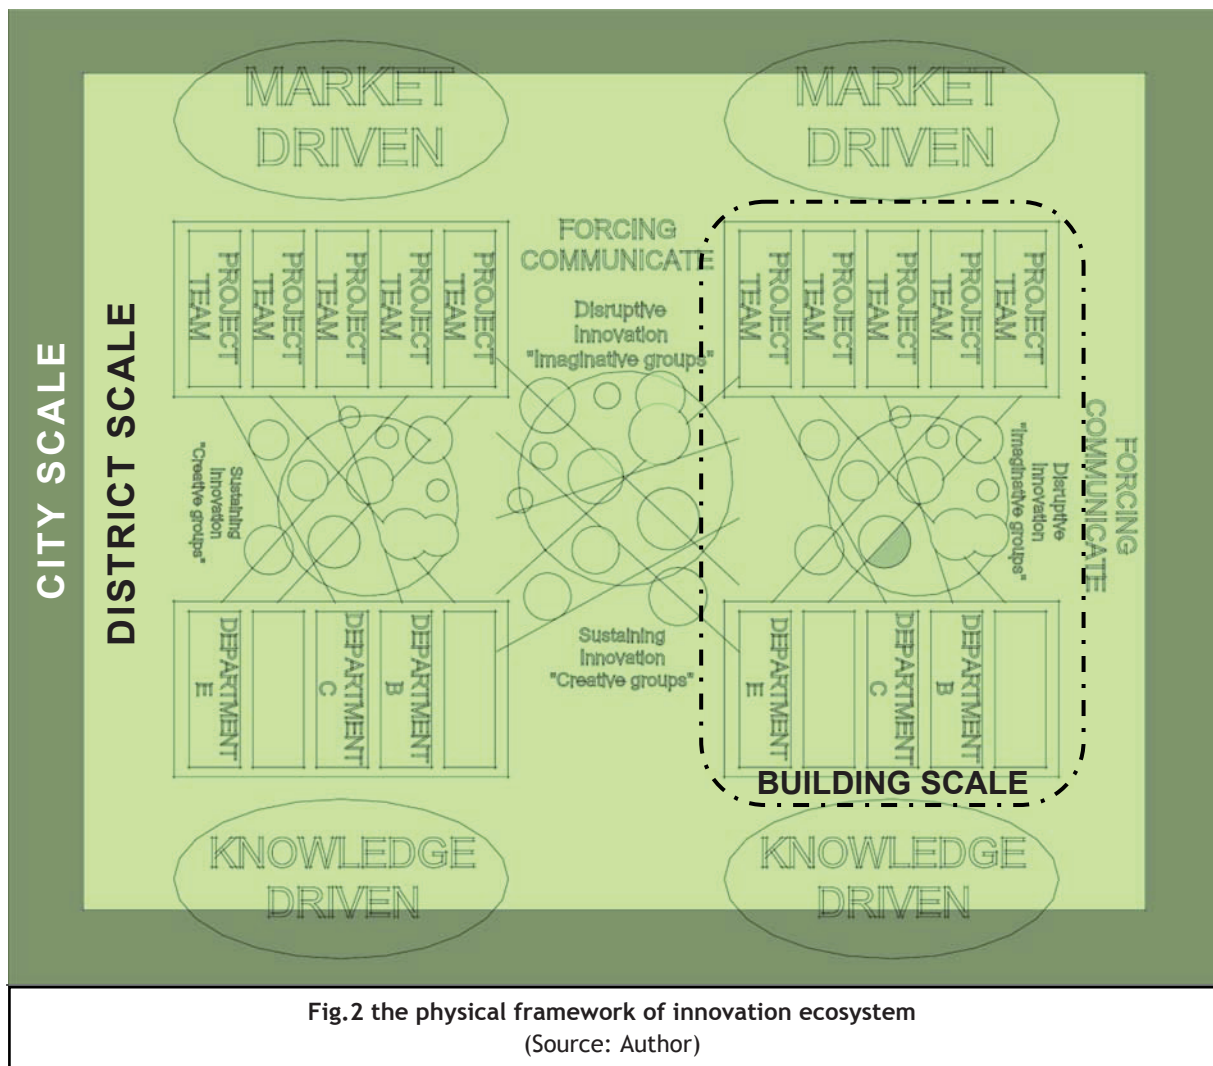 MARKET
DRIVEN
MARKET
DRIVEN
CITY SCALE
DISTRICT SCALE
PROJECT
TEAM
PROJECT
TEAM
PROJECT
TEAM
PROJECT
TEAM
PROJECT
TEAM
FORCING
COMMUNICATE
Disruptive
Innovation
"Imaginative groups"
PROJECT
TEAM
PROJECT
TEAM
PROJECT
TEAM
PROJECT
TEAM
PROJECT
TEAM
Sustaining
Innovation
"Creative groups"
Disruptive
Innovation
"Imaginative groups"
FORCING
COMMUNICATE
Sustaining
Innovation
"Creative groups"
DEPARTMENT
E
DEPARTMENT
C
DEPARTMENT
B
DEPARTMENT
E
DEPARTMENT
C
DEPARTMENT
B
BUILDING SCALE
KNOWLEDGE
DRIVEN
KNOWLEDGE
DRIVEN
Fig.2 the physical framework of innovation ecosystem
(Source: Author)